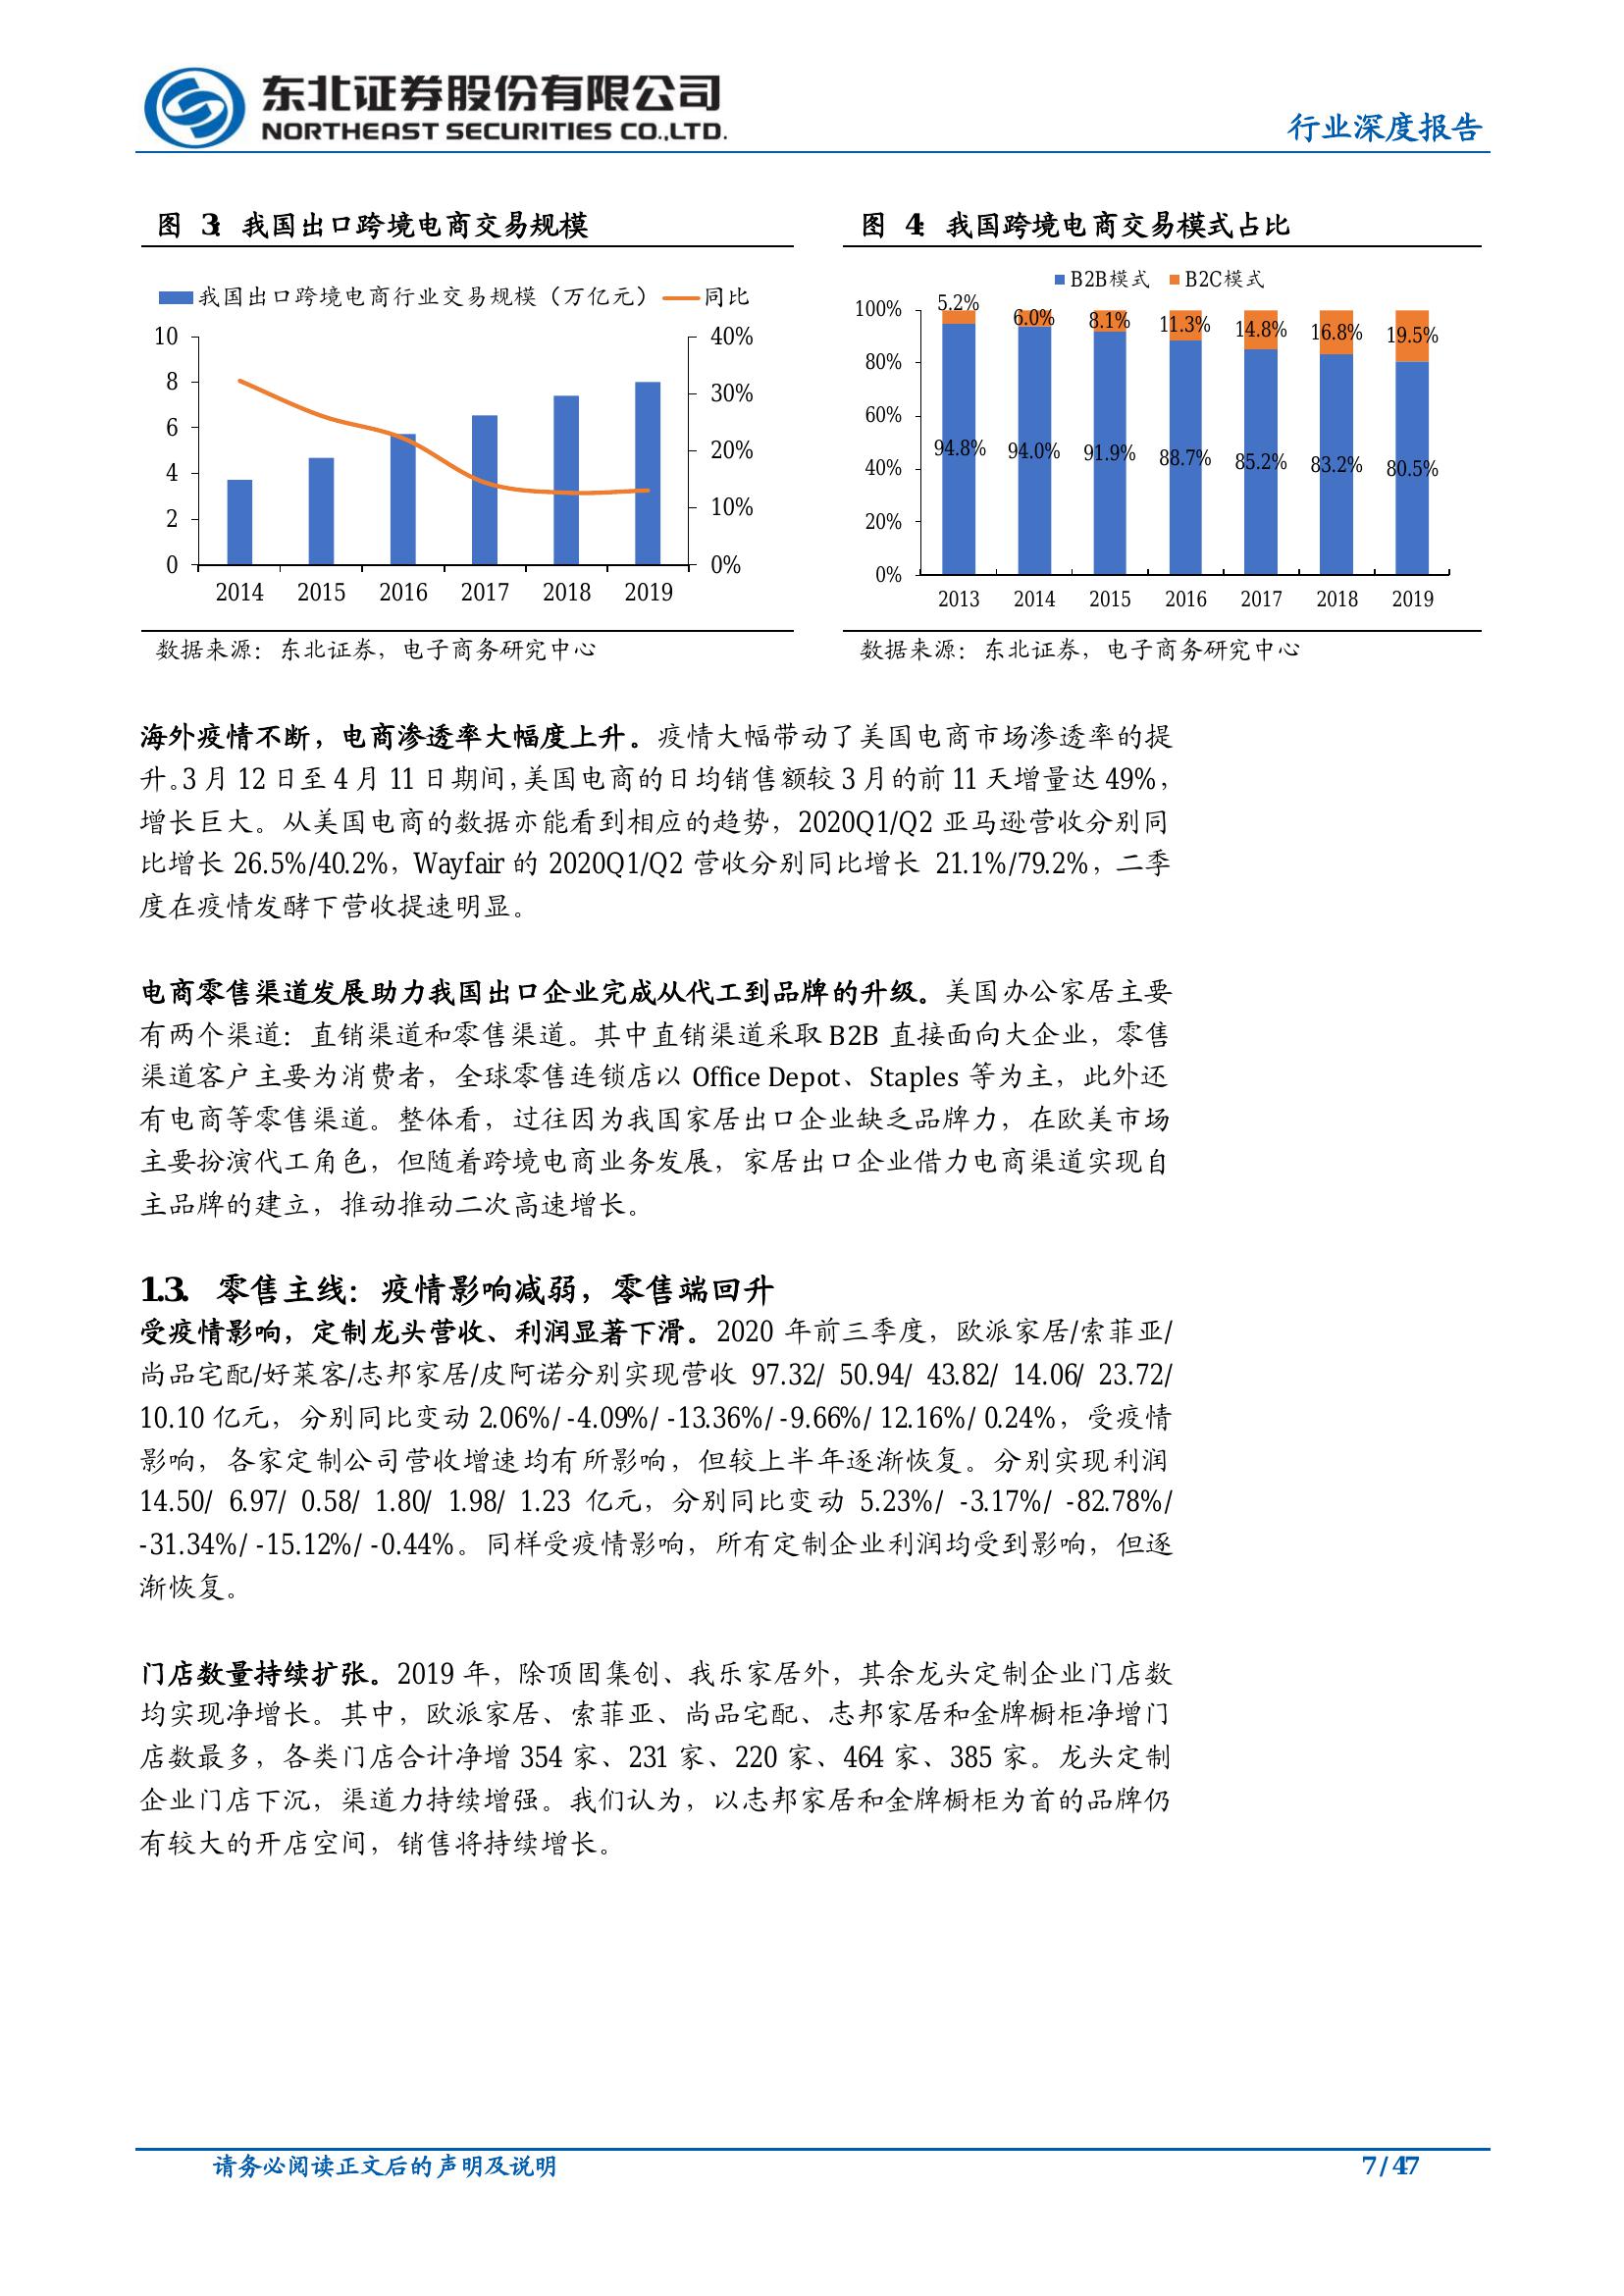 东北证券股份有限公司
NORTHEAST SECURITIES CO.,LTD.
行业深度报告
图 3：我国出口跨境电商交易规模
我国出口跨境电商行业交易规模（万亿元） 同比
10
8
6
4
2
0
40%
30%
20%
10%
0%
2014 2015 2016 2017 2018 2019
数据来源：东北证券，电子商务研究中心
图 4：我国跨境电商交易模式占比
B2B模式 B2C模式
100%
80%
60%
40%
20%
0%
5.2% 6.0% 8.1% 11.3% 14.8% 16.8% 19.5%
94.8% 94.0% 91.9% 88.7% 85.2% 83.2% 80.5%
2013 2014 2015 2016 2017 2018 2019
数据来源：东北证券，电子商务研究中心
海外疫情不断，电商渗透率大幅度上升。疫情大幅带动了美国电商市场渗透率的提
升。3 月 12 日至 4 月 11 日期间，美国电商的日均销售额较 3 月的前 11 天增量达 49%，
增长巨大。从美国电商的数据亦能看到相应的趋势，2020Q1/Q2 亚马逊营收分别同
比增长 26.5%/40.2%，Wayfair 的 2020Q1/Q2 营收分别同比增长 21.1%/79.2%，二季
度在疫情发酵下营收提速明显。
电商零售渠道发展助力我国出口企业完成从代工到品牌的升级。美国办公家居主要
有两个渠道：直销渠道和零售渠道。其中直销渠道采取 B2B 直接面向大企业，零售
渠道客户主要为消费者，全球零售连锁店以 Office Depot、Staples 等为主，此外还
有电商等零售渠道。整体看，过往因为我国家居出口企业缺乏品牌力，在欧美市场
主要扮演代工角色，但随着跨境电商业务发展，家居出口企业借力电商渠道实现自
主品牌的建立，推动推动二次高速增长。
1.3. 零售主线：疫情影响减弱，零售端回升
受疫情影响，定制龙头营收、利润显著下滑。2020 年前三季度，欧派家居/索菲亚/
尚品宅配/好莱客/志邦家居/皮阿诺分别实现营收 97.32/ 50.94/ 43.82/ 14.06/ 23.72/
10.10 亿元，分别同比变动 2.06%/ -4.09%/ -13.36%/ -9.66%/ 12.16%/ 0.24%，受疫情
影响，各家定制公司营收增速均有所影响，但较上半年逐渐恢复。分别实现利润
14.50/ 6.97/ 0.58/ 1.80/ 1.98/ 1.23 亿元，分别同比变动 5.23%/ -3.17%/ -82.78%/
-31.34%/ -15.12%/ -0.44%。同样受疫情影响，所有定制企业利润均受到影响，但逐
渐恢复。
门店数量持续扩张。2019 年，除顶固集创、我乐家居外，其余龙头定制企业门店数
均实现净增长。其中，欧派家居、索菲亚、尚品宅配、志邦家居和金牌橱柜净增门
店数最多，各类门店合计净增 354 家、231 家、220 家、464 家、385 家。龙头定制
企业门店下沉，渠道力持续增强。我们认为，以志邦家居和金牌橱柜为首的品牌仍
有较大的开店空间，销售将持续增长。
请务必阅读正文后的声明及说明
7 / 47